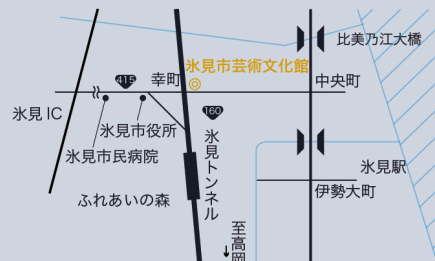 比美乃江大橋
氷見市芸術文化館
415
幸町
中央町
氷見IC
160
氷見市役所
氷見市民病院
氷見トンネル
氷見駅
伊勢大町
ふれあいの森
至高岡